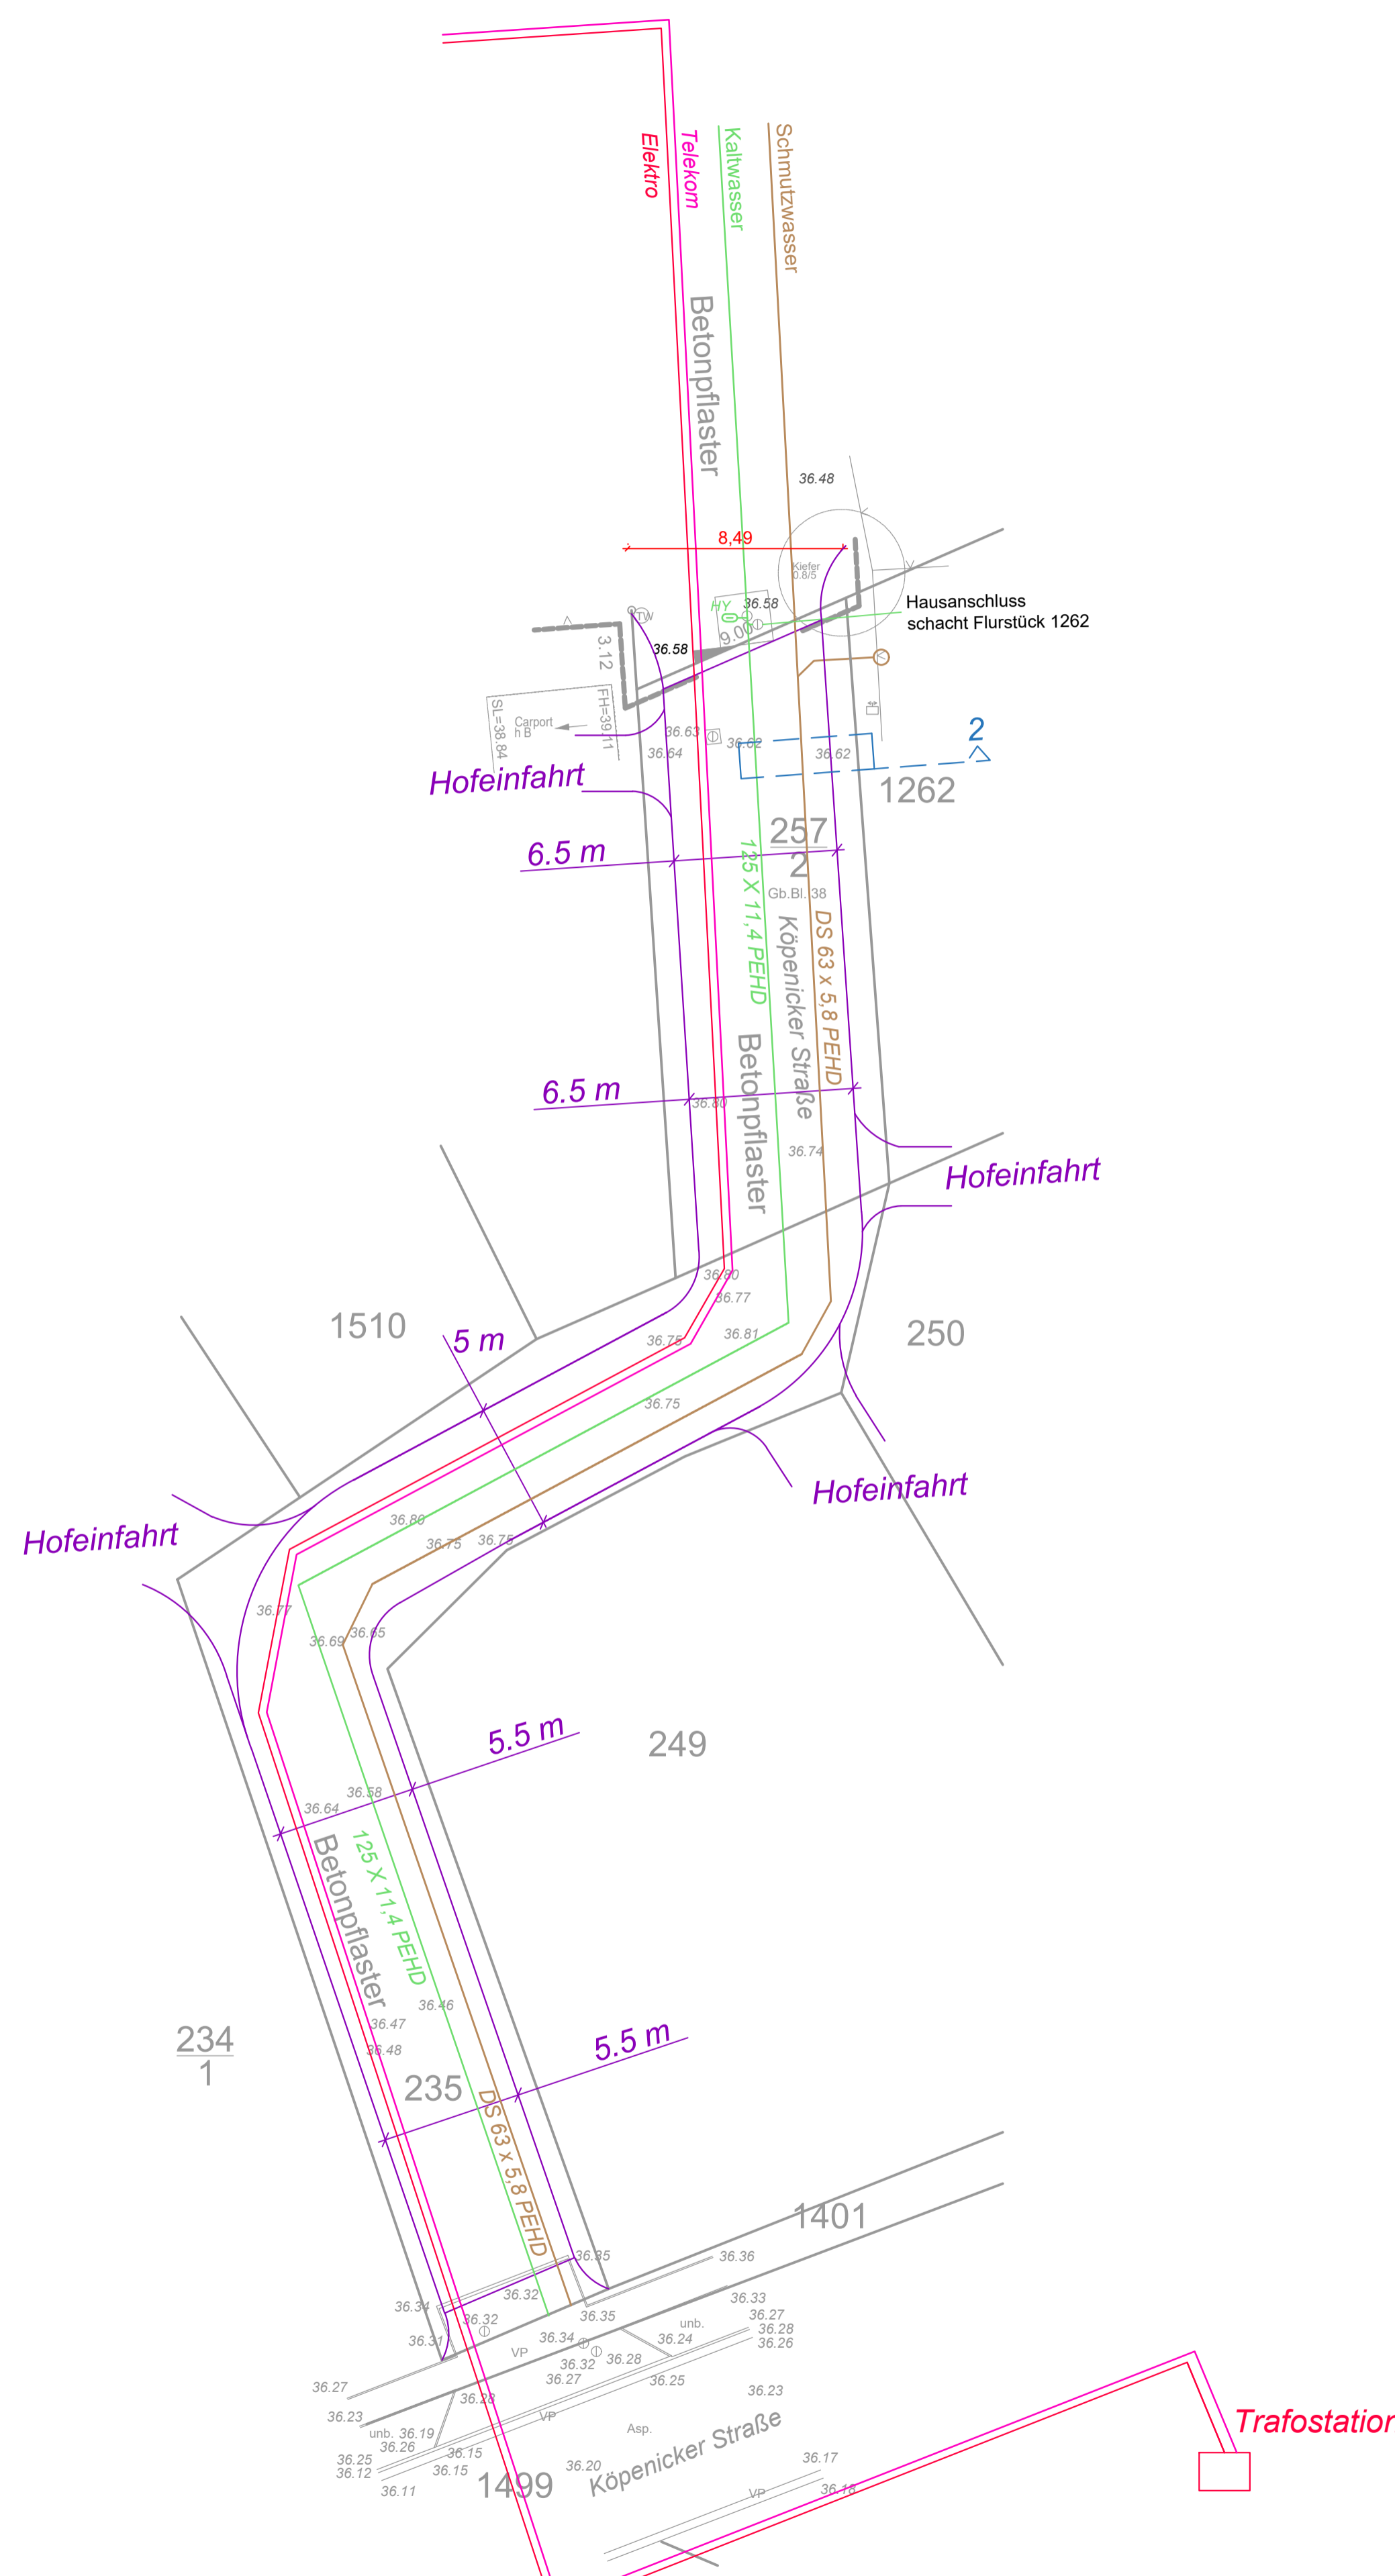 Elektro
Telekom
Kaltwasser
Schmutzwasser
Betonpflaster
36.48
8,49
Kiefer
0.8/5
HY
36.58
Hausanschluss
schacht Flurstück 1262
TW
9.00
3.12
36.58
SL=38.84
Carport
h B
FH=39.11
36.63
36.64
36.62
36.62
2
1262
Hofeinfahrt
6.5 m
257
2
Gb.Bl. 38
125 X 11,4 PEHD
Köpenicker Straße
DS 63 x 5,8 PEHD
6.5 m
36.80
Betonpflaster
36.74
Hofeinfahrt
36.80
36.77
1510
36.81
250
5 m
36.75
36.75
Hofeinfahrt
36.80
36.75
36.75
Hofeinfahrt
36.77
36.69
36.65
5.5 m
249
36.58
36.64
Betonpflaster
125 X 11,4 PEHD
36.46
36.47
36.48
234
1
5.5 m
235
DS 63 x 5,8 PEHD
1401
36.35
36.36
36.34
36.32
36.33
36.32
36.35
36.27
unb.
36.28
36.31
36.34
36.24
36.26
VP
36.28
36.32
36.27
36.25
36.27
36.28
36.23
36.23
VP
unb.
36.19
Asp.
36.26
36.15
36.25
36.12
36.15
36.20
36.11
1499
Köpenicker Straße
36.17
36.18
VP
Trafostation